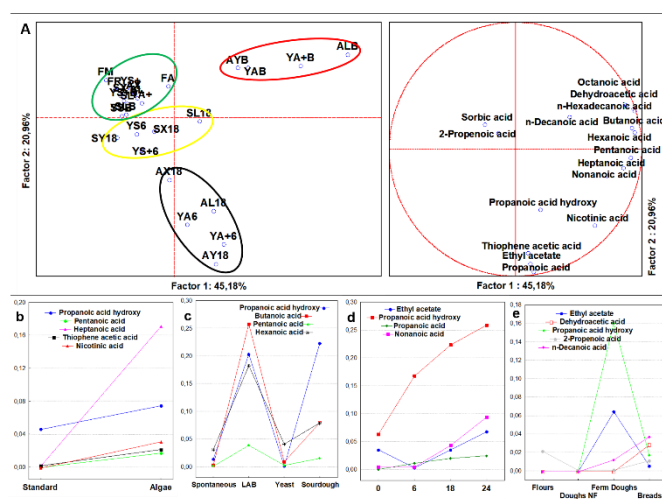 A
FM
FA
AYB
YAB
YA+B
ALB
SL18
SY18
YS6
SX18
YS+6
AX18
AL18
YA6
YA+6
AY18
Factor 2: 20,96%
Factor 1: 45,18%
Octanoic acid
Dehydroacetic acid
n-Hexadecanoic acid
Sorbic acid
n-Decanoic acid
Butanoic acid
2-Propenoic acid
Hexanoic acid
Pentanoic acid
Heptanoic acid
Nonanoic acid
Propanoic acid hydroxy
Nicotinic acid
Thiophene acetic acid
Ethyl acetate
Propanoic acid
Factor 1 : 45,18%
Factor 2 : 20,96%
b
Propanoic acid hydroxy
Pentanoic acid
Heptanoic acid
Thiophene acetic acid
Nicotinic acid
0,20
0,16
0,12
0,08
0,04
0,00
Standard Algae
c
Propanoic acid hydroxy
Butanoic acid
Pentanoic acid
Hexanoic acid
0,35
0,30
0,25
0,20
0,15
0,10
0,05
0,00
Spontaneous LAB Yeast Sourdough
d
Ethyl acetate
Propanoic acid hydroxy
Propanoic acid
Nonanoic acid
0,40
0,35
0,30
0,25
0,20
0,15
0,10
0,05
0,00
0 6 18 24
e
Ethyl acetate
Dehydroacetic acid
Propanoic acid hydroxy
2-Propenoic acid
n-Decanoic acid
0,16
0,14
0,12
0,10
0,08
0,06
0,04
0,02
0,00
Flours Ferm Doughs
Doughs NF Breads